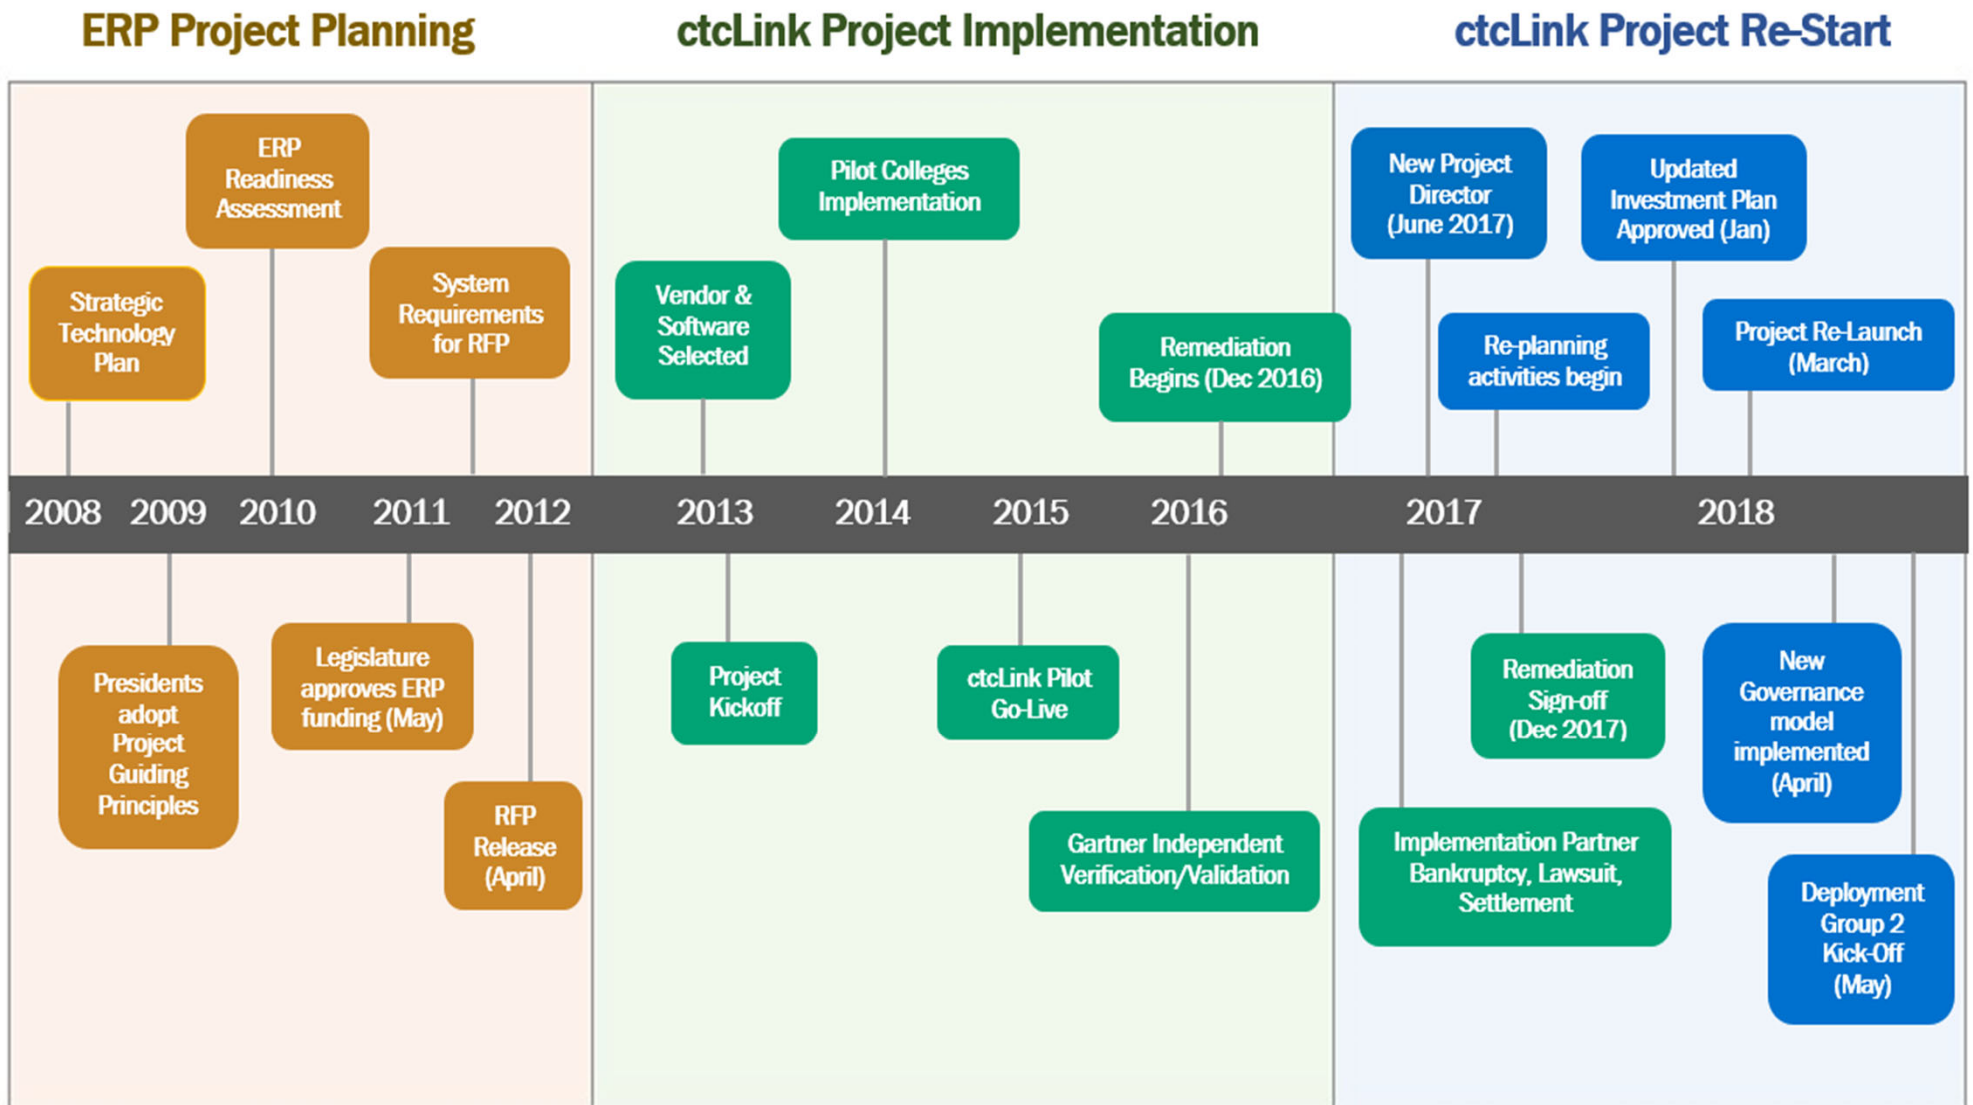 ERP Project Planning
ctcLink Project Implementation
ctcLink Project Re-Start
ERP
Readiness
Assessment
Strategic
Technology
Plan
System
Requirements
for RFP
Pilot Colleges
Implementation
Vendor &
Software
Selected
Remediation
Begins (Dec 2016)
New Project
Director
(June 2017)
Updated
Investment Plan
Approved (Jan)
Re-planning
activities begin
Project Re-Launch
(March)
2008 2009 2010 2011 2012 2013 2014 2015 2016 2017 2018
Presidents
adopt
Project
Guiding
Principles
Legislature
approves ERP
funding (May)
RFP
Release
(April)
Project
Kickoff
ctcLink Pilot
Go-Live
Gartner Independent
Verification/Validation
Remediation
Sign-off
(Dec 2017)
Implementation Partner
Bankruptcy, Lawsuit,
Settlement
New
Governance
model
implemented
(April)
Deployment
Group 2
Kick-Off
(May)